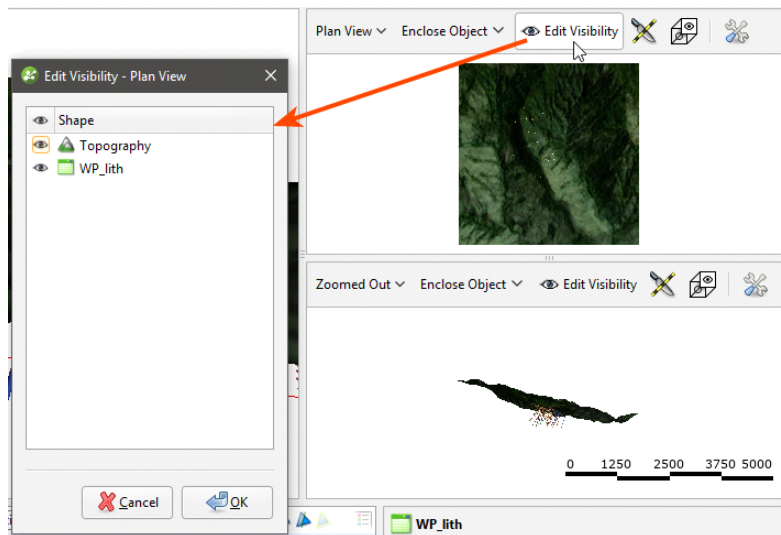 Plan View Enclose Object Edit Visibility
Edit Visibility - Plan View
Shape
Topography
WP_lith
Zoomed Out Enclose Object Edit Visibility
0 1250 2500 3750 5000
Cancel OK
WP_lith